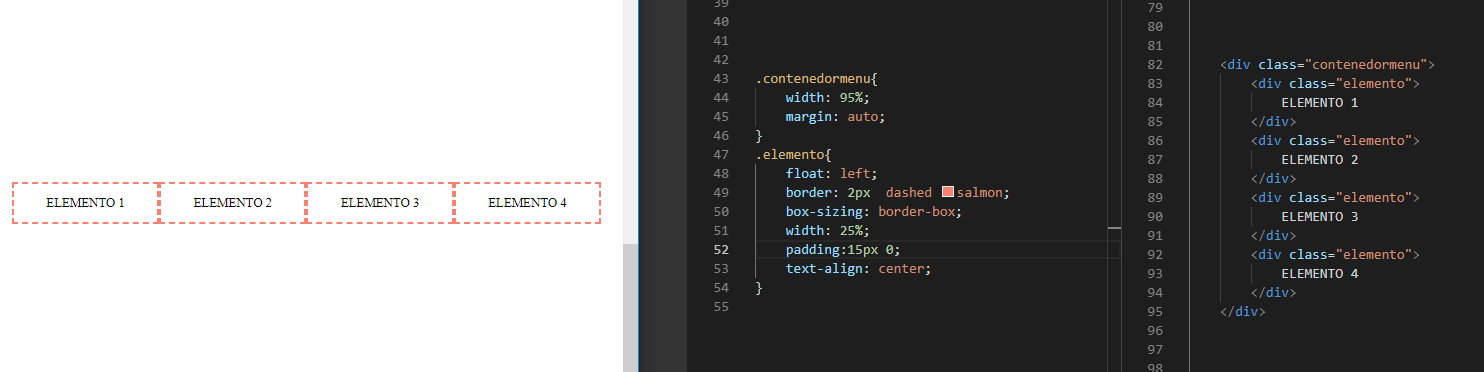 ELEMENTO 1 ELEMENTO 2 ELEMENTO 3 ELEMENTO 4
39
40
41
42
43 .contenedormenu{
44 width: 95%;
45 margin: auto;
46 }
47 .elemento{
48 float: left;
49 border: 2px  dashed salmon;
50 box-sizing: border-box;
51 width: 25%;
52 padding:15px 0;
53 text-align: center;
54 }
55
79
80
81
82 <div class="contenedormenu">
83 <div class="elemento">
84 ELEMENTO 1
85 </div>
86 <div class="elemento">
87 ELEMENTO 2
88 </div>
89 <div class="elemento">
90 ELEMENTO 3
91 </div>
92 <div class="elemento">
93 ELEMENTO 4
94 </div>
95 </div>
96
97
98